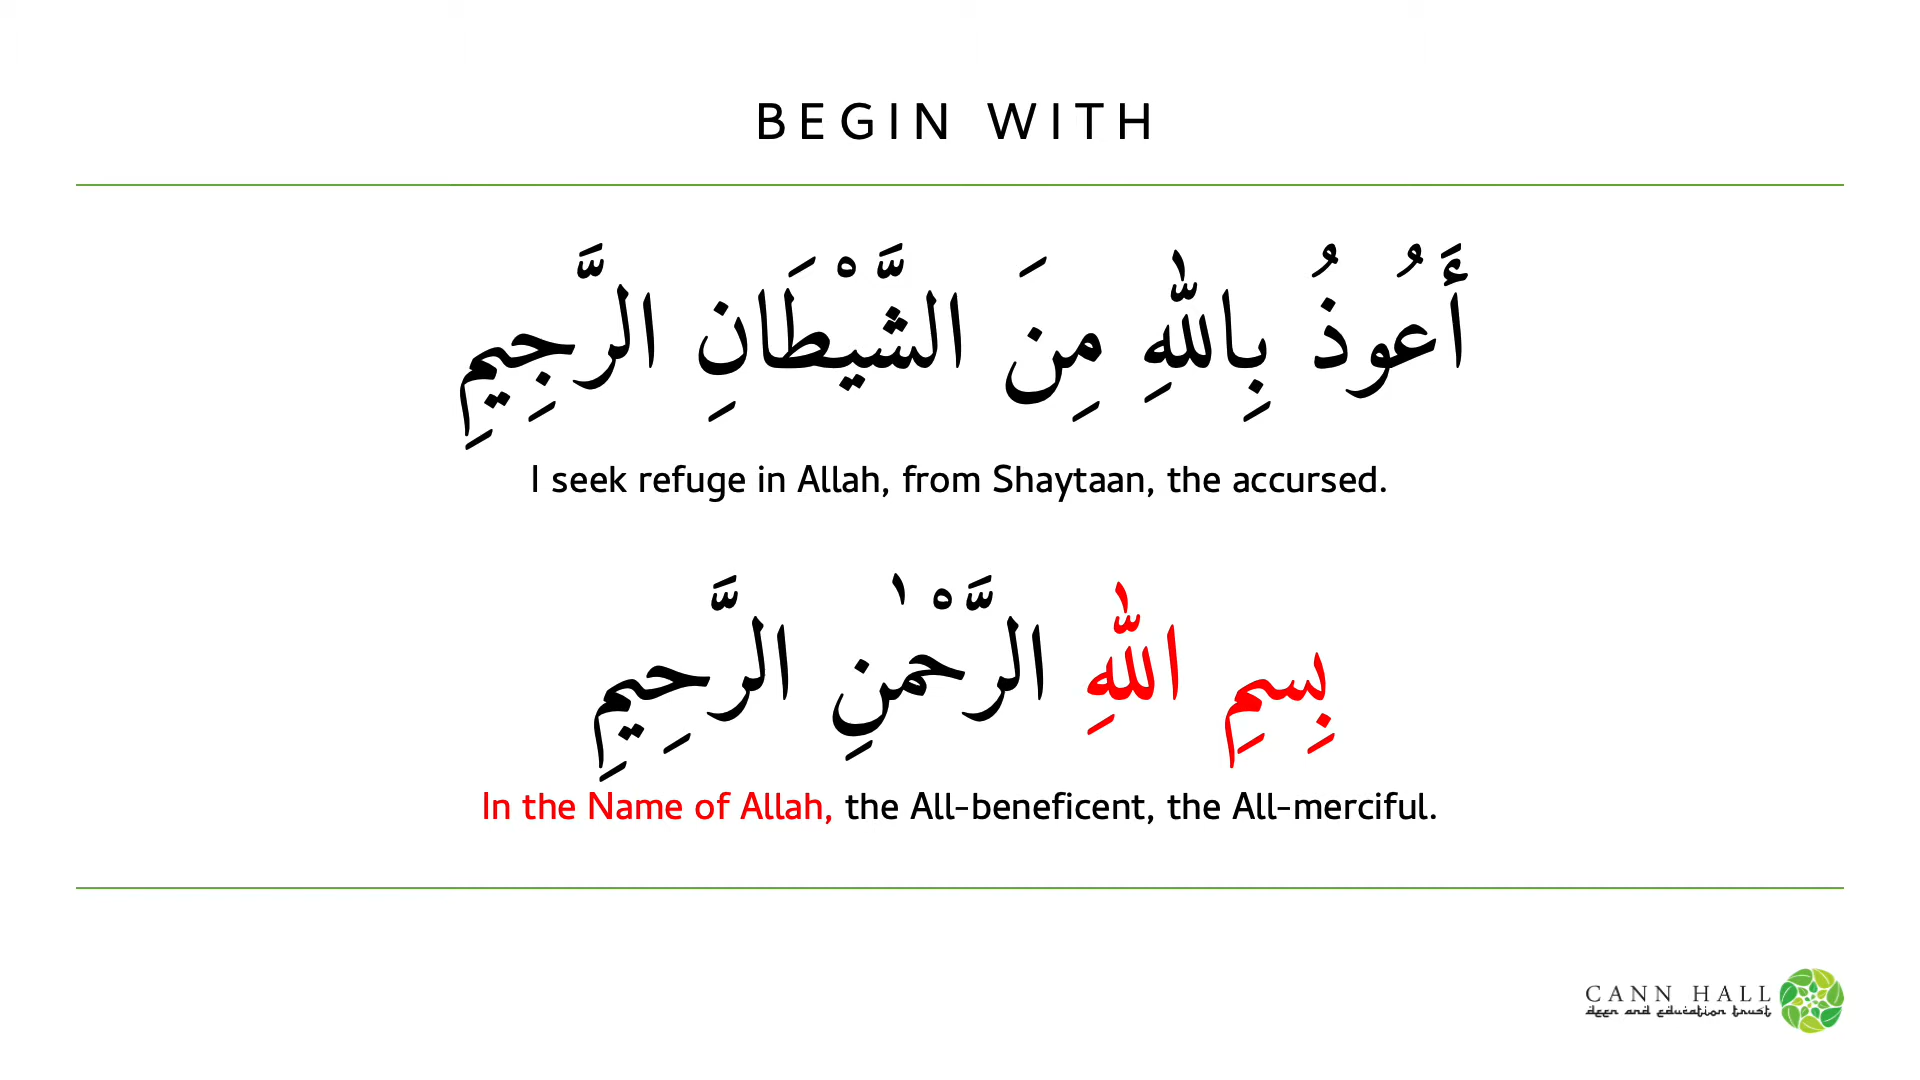 BEGIN WITH
أَعُوذُ بِاللّٰهِ مِنَ الشَّيْطَانِ الرَّجِيمِ
I seek refuge in Allah, from Shaytaan, the accursed.
بِسمِ اللّٰهِ الرَّحْمٰنِ الرَّحِيمِ
In the Name of Allah, the All-beneficent, the All-merciful.
CANN HALL
deen and education trust